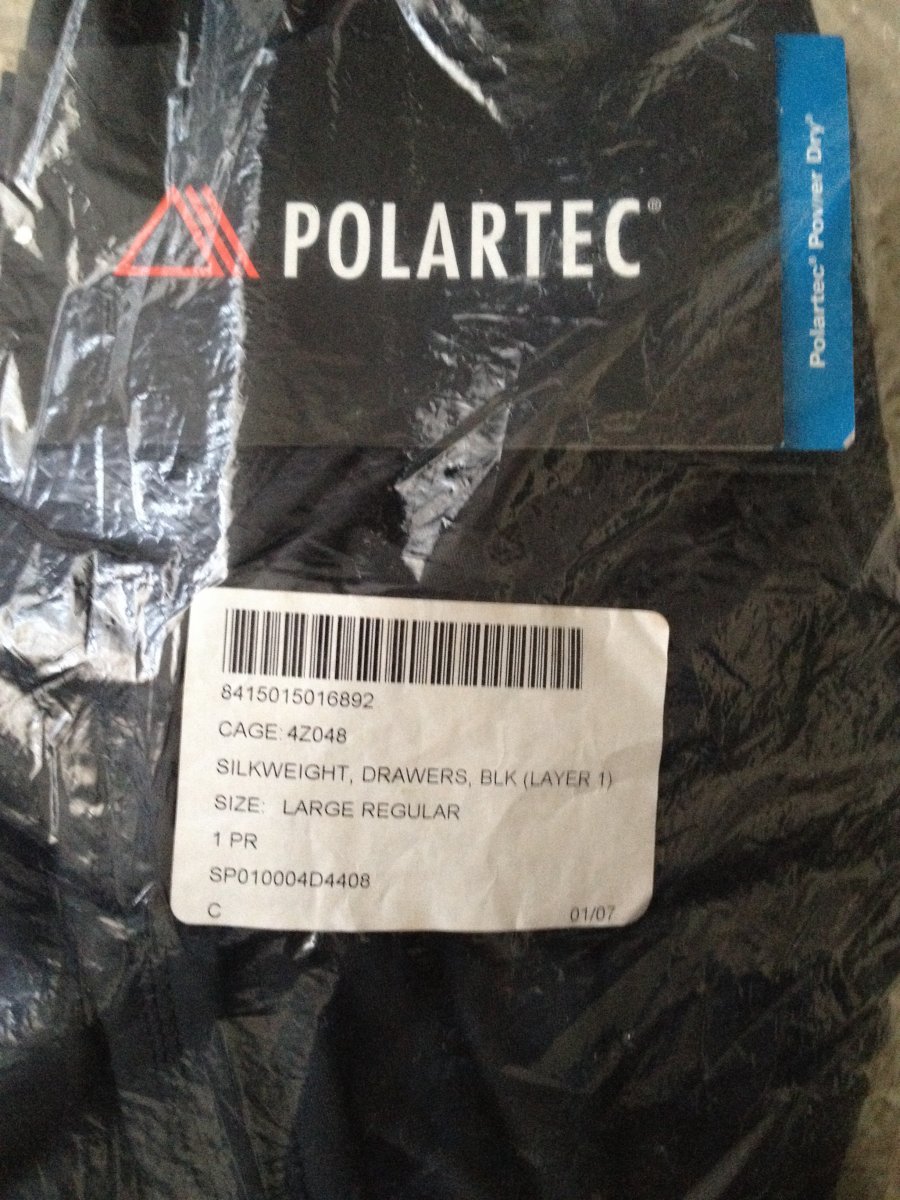 POLARTEC®
Polartec® Power Dry®
8415015016892
CAGE: 4Z048
SILKWEIGHT, DRAWERS, BLK (LAYER 1)
SIZE: LARGE REGULAR
1 PR
SP010004D4408
C 01/07